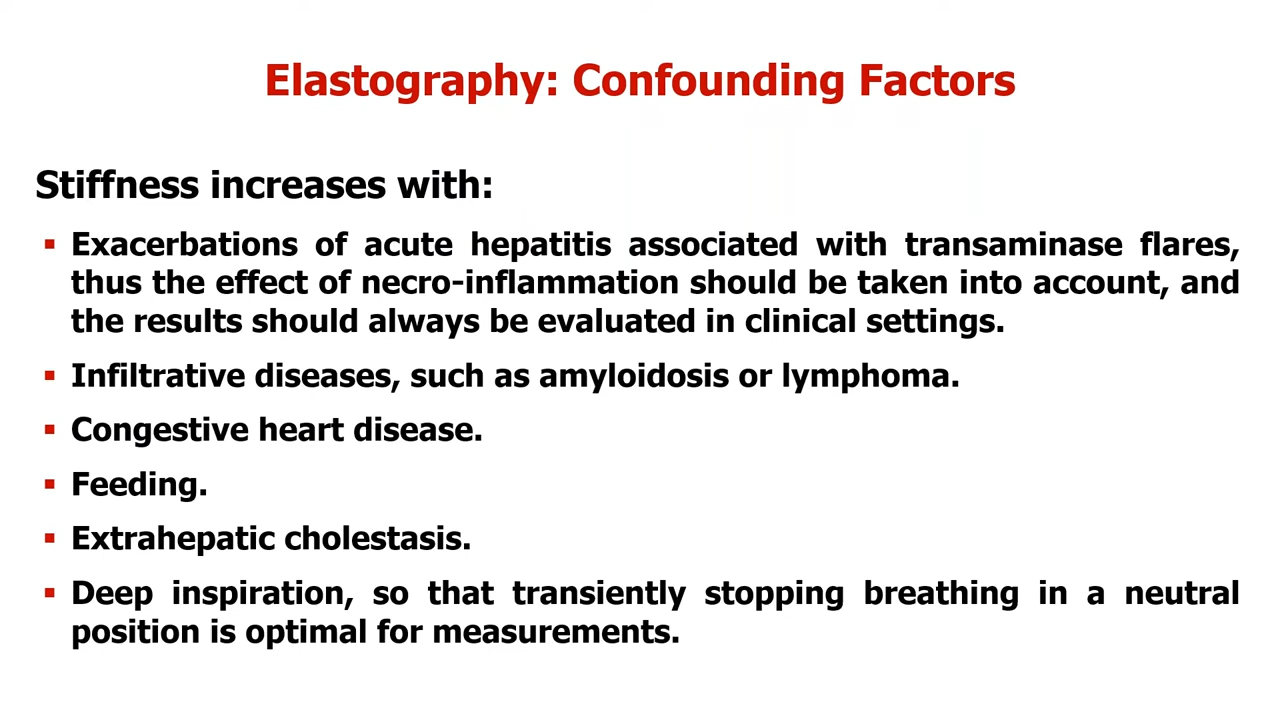 Elastography: Confounding Factors
Stiffness increases with:
▪ Exacerbations of acute hepatitis associated with transaminase flares,
thus the effect of necro-inflammation should be taken into account, and
the results should always be evaluated in clinical settings.
▪ Infiltrative diseases, such as amyloidosis or lymphoma.
▪ Congestive heart disease.
▪ Feeding.
▪ Extrahepatic cholestasis.
▪ Deep inspiration, so that transiently stopping breathing in a neutral
position is optimal for measurements.